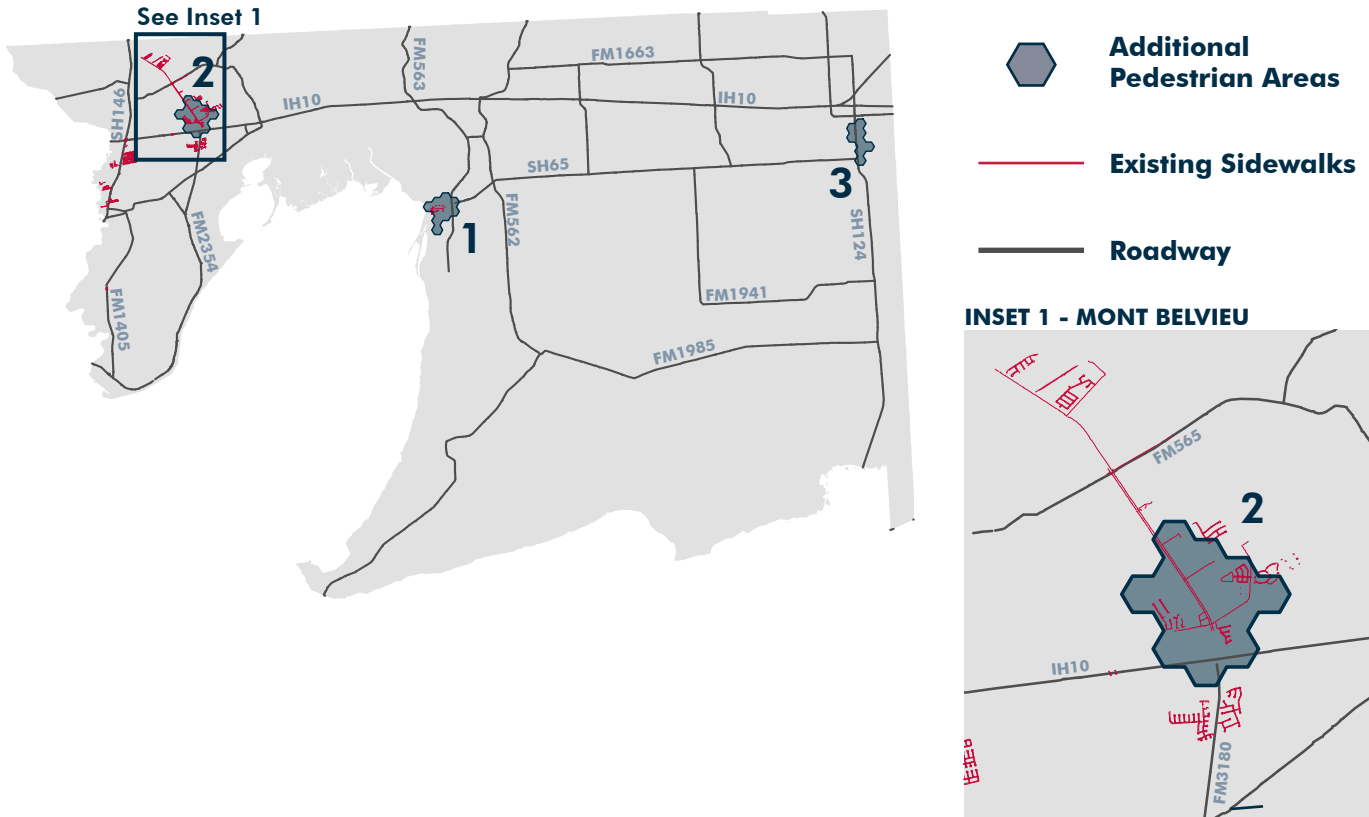 See Inset 1
2
SH146
IH10
FM563
FM1663
IH10
SH65
1
FM562
3
SH124
FM2354
FM1405
FM1941
FM1985
Additional
Pedestrian Areas
Existing Sidewalks
Roadway
INSET 1 - MONT BELVIEU
FM565
2
IH10
FM3180